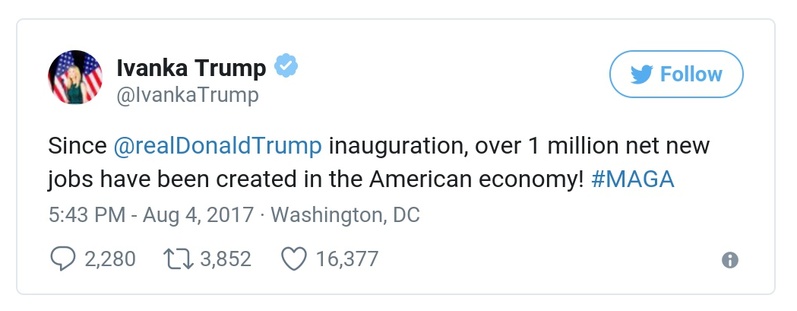 Ivanka Trump
@IvankaTrump
Follow
Since @realDonaldTrump inauguration, over 1 million net new
jobs have been created in the American economy! #MAGA
5:43 PM - Aug 4, 2017 · Washington, DC
2,280 3,852 16,377